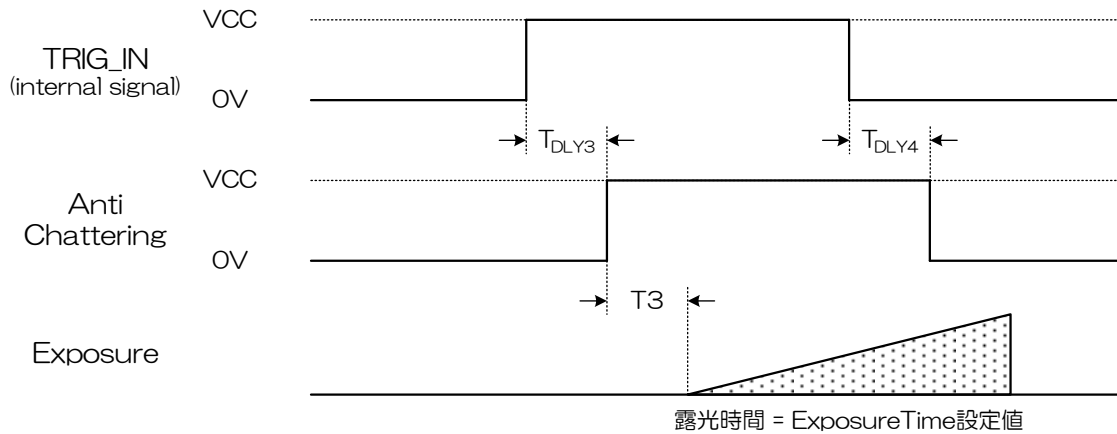 VCC
TRIG_IN
(internal signal)
0V
TDLY3
TDLY4
VCC
Anti
Chattering
0V
T3
Exposure
露光時間 = ExposureTime設定値